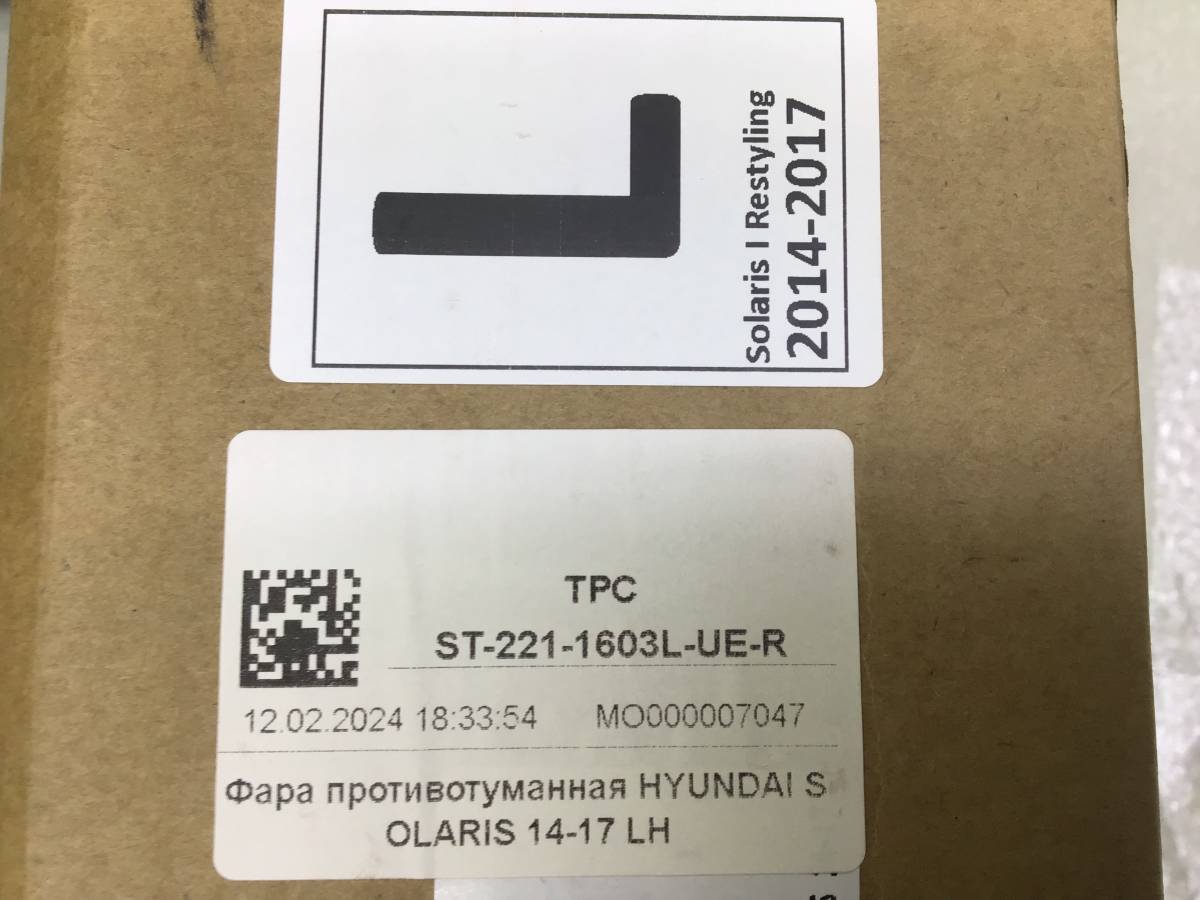 L
Solaris I Restyling
2014-2017
TPC
ST-221-1603L-UE-R
12.02.2024 18:33:54 MO000007047
Фара противотуманная HYUNDAI S
OLARIS 14-17 LH